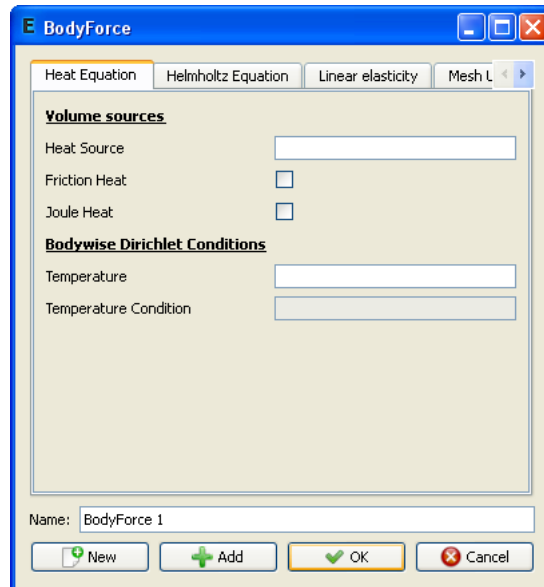 E BodyForce
Heat Equation Helmholtz Equation Linear elasticity Mesh
Volume sources
Heat Source
Friction Heat
Joule Heat
Bodywise Dirichlet Conditions
Temperature
Temperature Condition
Name: BodyForce 1
New Add OK Cancel